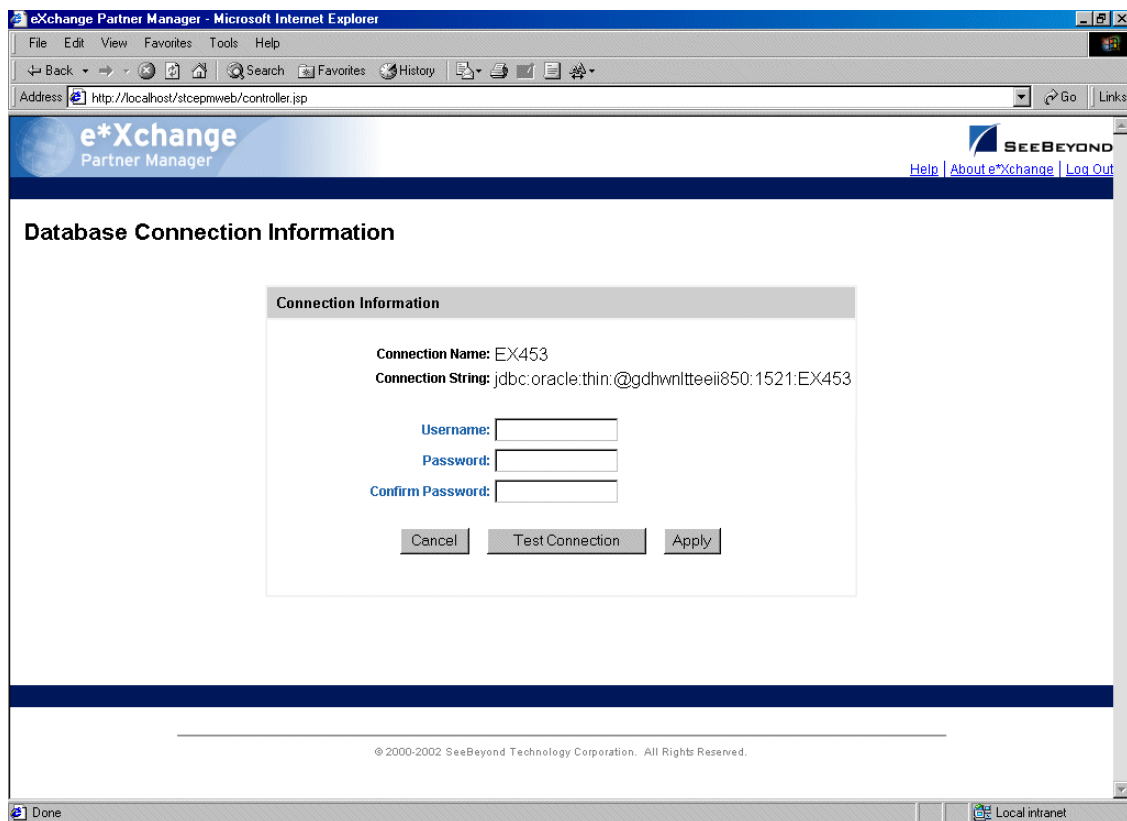 eXchange Partner Manager - Microsoft Internet Explorer
File Edit View Favorites Tools Help
Back Search Favorites History
Address http://localhost/stcepmweb/controller.jsp Go Links
e*Xchange
Partner Manager
SEEBEYOND
Help | About e*Xchange | Log Out
Database Connection Information
Connection Information
Connection Name: EX453
Connection String: jdbc:oracle:thin:@gdhwnltteeii850:1521:EX453
Username:
Password:
Confirm Password:
Cancel Test Connection Apply
© 2000-2002 SeeBeyond Technology Corporation. All Rights Reserved.
Done Local intranet